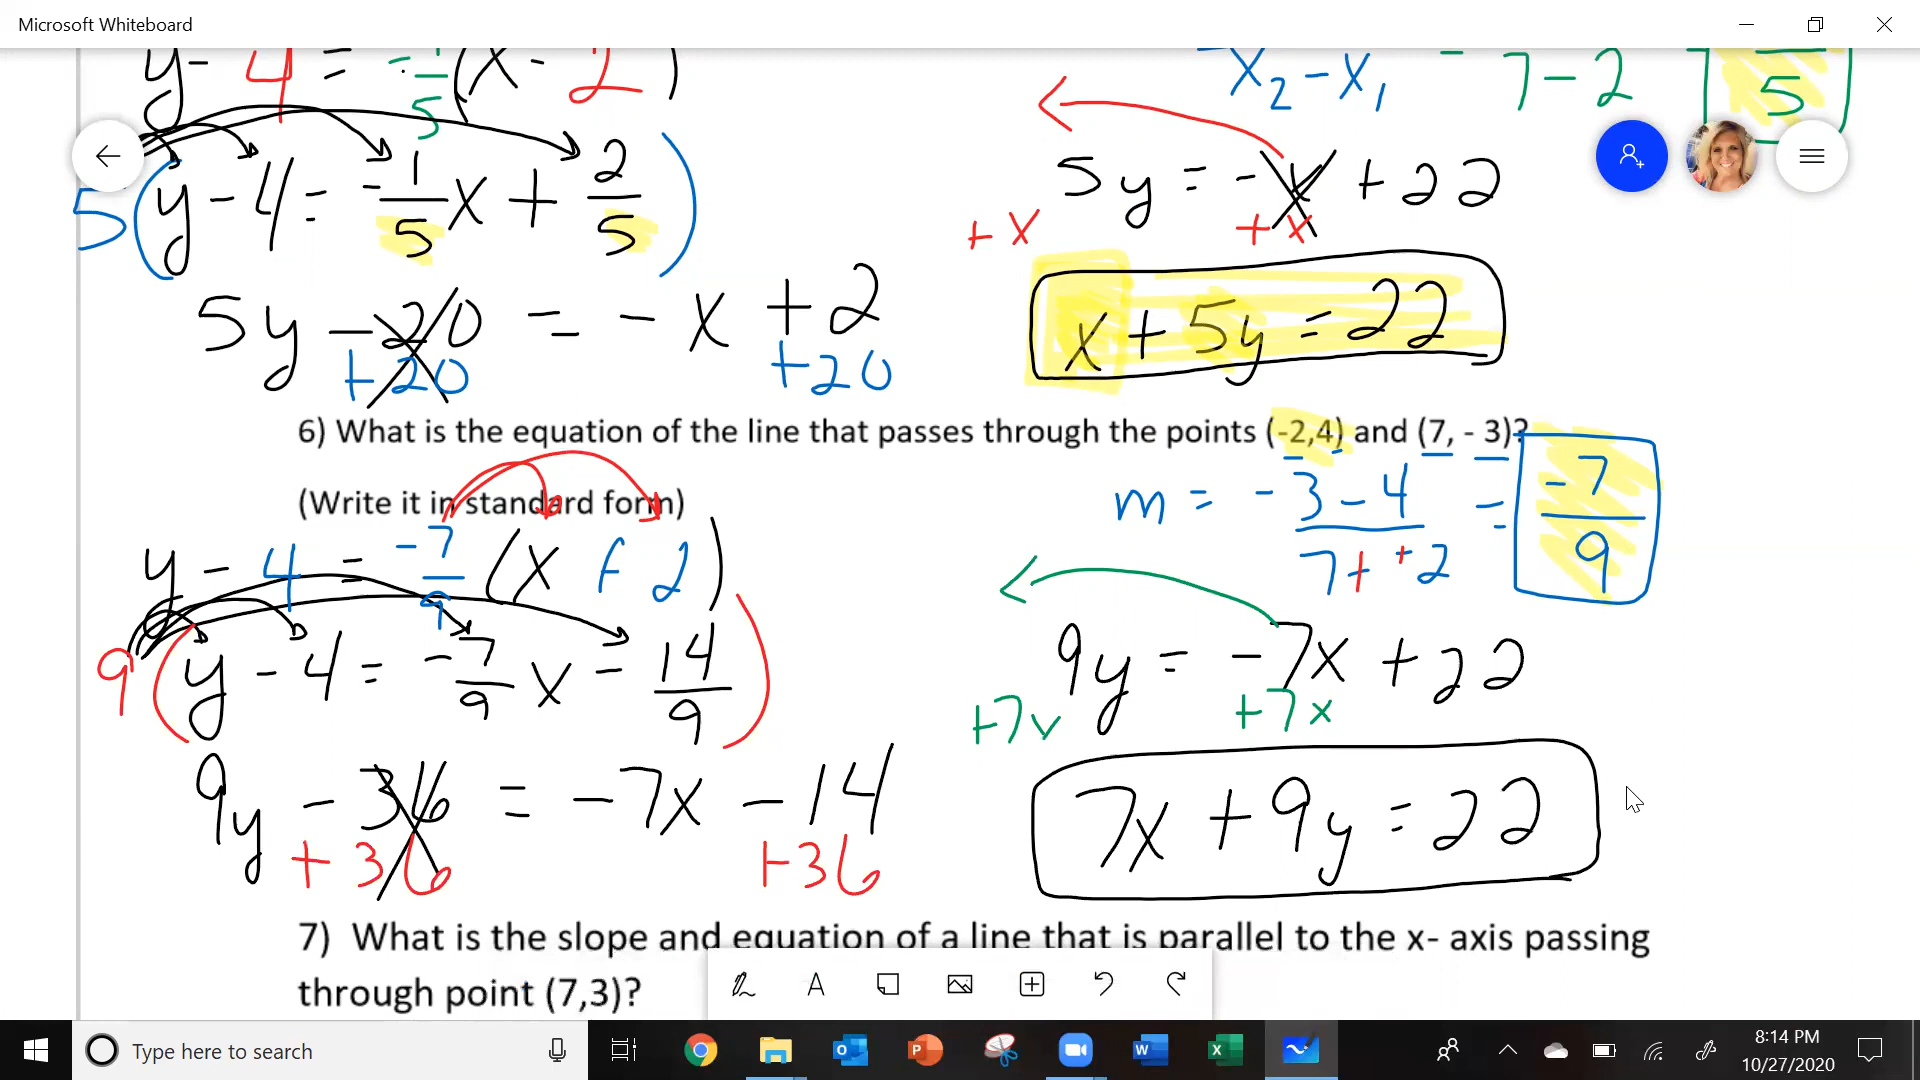 Microsoft Whiteboard
y - 4 = -1/5 (x - 2)
5 (y - 4 = -1/5 x + 2/5)
5y - 20 = - x + 2
+ 20 +20
x₂ - x₁ = 7 - 2 5
5y = - x + 22
+ x + x
x + 5y = 22
6) What is the equation of the line that passes through the points (-2,4) and (7, - 3)?
(Write it in standard form)
m = - 3 - 4 / 7 + +2 = -7/9
y - 4 = -7/9 (x + 2)
9 (y - 4 = -7/9 x - 14/9)
9y - 36 = -7x - 14
+ 36 +36
9y = -7x + 22
+7x +7x
7x + 9y = 22
7) What is the slope and equation of a line that is parallel to the x- axis passing
through point (7,3)?
Type here to search
8:14 PM
10/27/2020